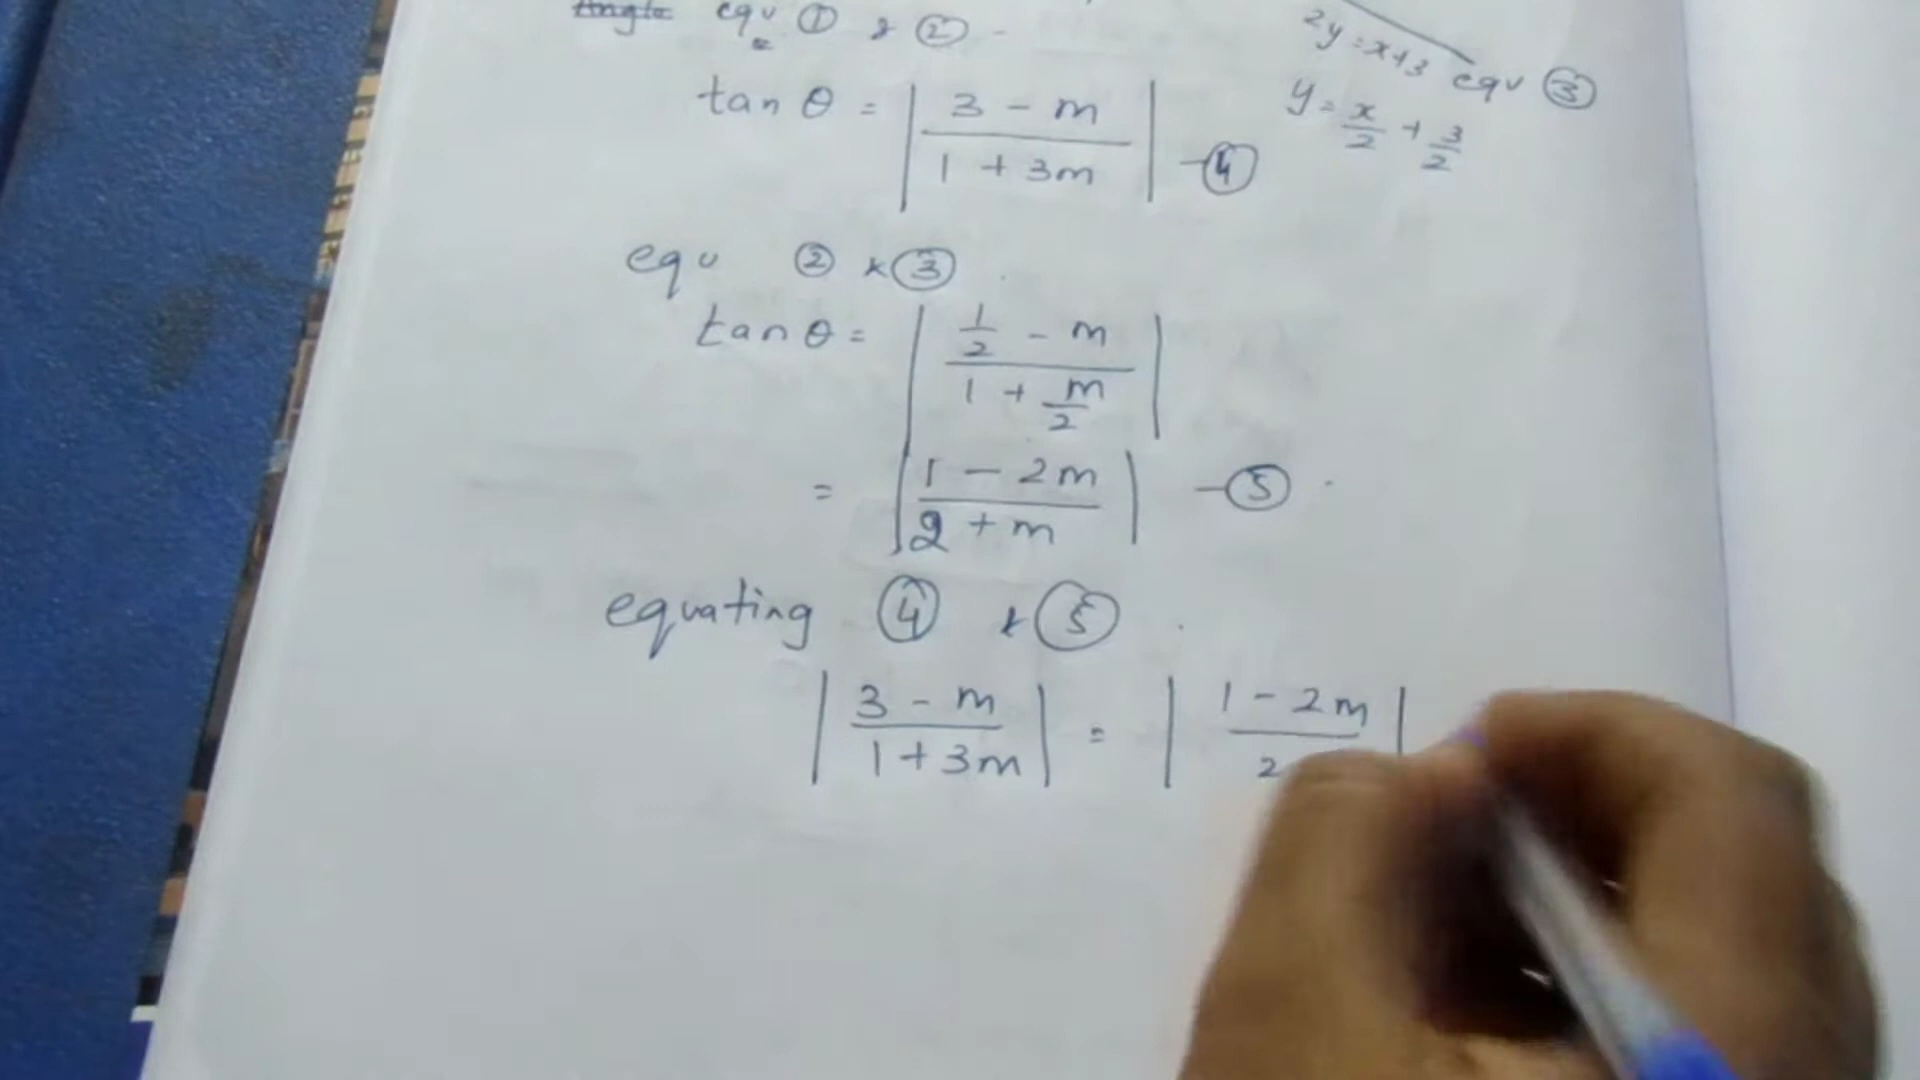 equ ① & ② -
2y = x+3 equ ③
tan θ = | 3 - m / 1 + 3m | - ④
y = x/2 + 3/2
equ ② & ③
tan θ = | 1/2 - m / 1 + m/2 |
= | 1 - 2m / 2 + m | - ⑤
equating ④ & ⑤
| 3 - m / 1 + 3m | = | 1 - 2m / 2 |